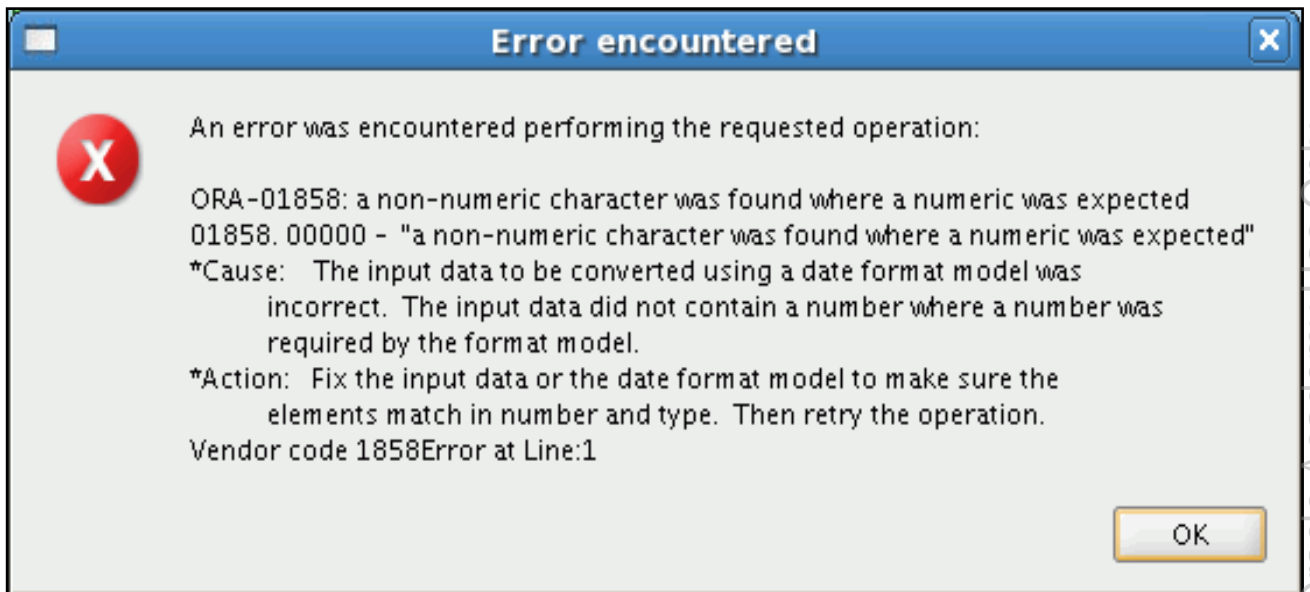 Error encountered
An error was encountered performing the requested operation:
ORA-01858: a non-numeric character was found where a numeric was expected
01858. 00000 - "a non-numeric character was found where a numeric was expected"
*Cause: The input data to be converted using a date format model was
incorrect. The input data did not contain a number where a number was
required by the format model.
*Action: Fix the input data or the date format model to make sure the
elements match in number and type. Then retry the operation.
Vendor code 1858Error at Line:1
OK